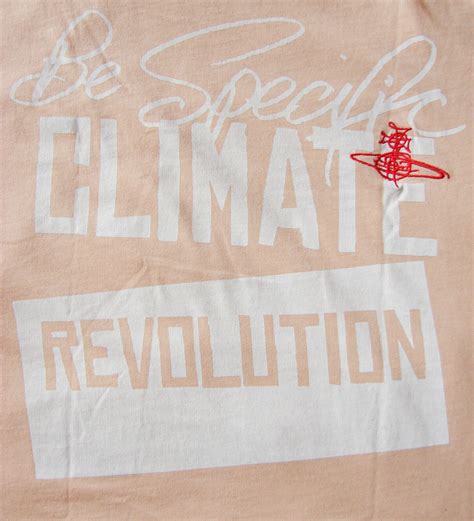 Be Specific
CLIMATE
REVOLUTION